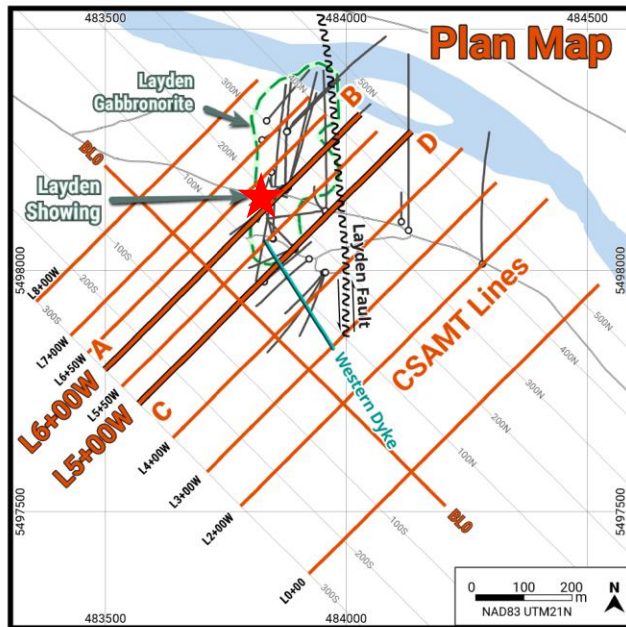 483500
484000
484500
Plan Map
Layden
Gabbronorite
300N
400N
500N
B
200N
D
BL0
100N
Layden
Showing
Layden Fault
5498000
5498000
100S
200S
300S
L8+00W
L7+00W
L6+50W
A
L6+00W
L5+50W
C
L5+00W
L4+00W
L3+00W
L2+00W
L0+00
CSAMT Lines
Western Dyke
500N
400N
300N
200N
100N
BL0
100S
200S
300S
5497500
5497500
0 100 200
m
N
NAD83 UTM21N
483500
484000